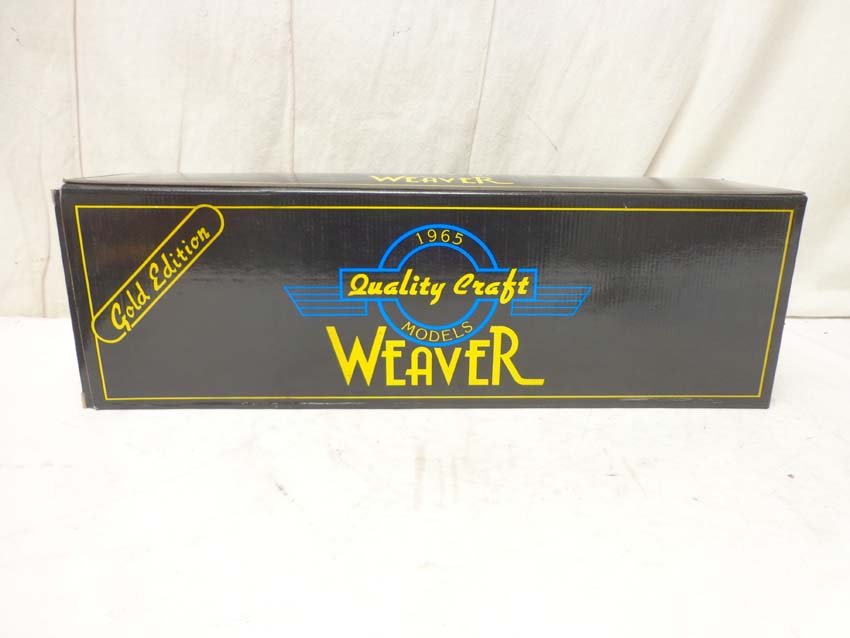 WEAVER
Gold Edition
1965
Quality Craft
MODELS
WEAVER